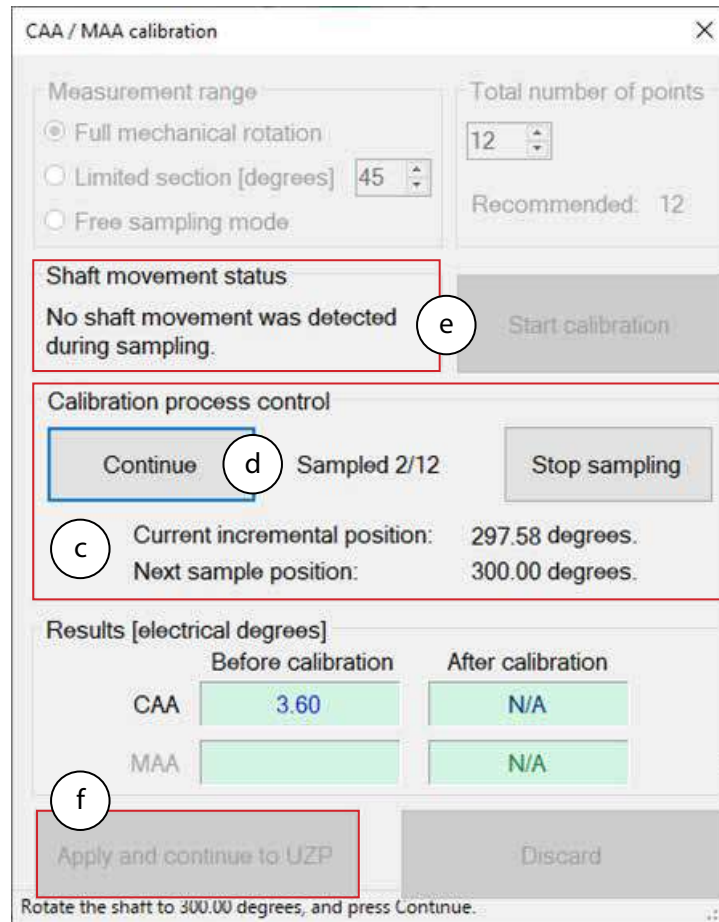 CAA / MAA calibration
Measurement range
Total number of points
Full mechanical rotation
12
Limited section [degrees] 45
Recommended: 12
Free sampling mode
Shaft movement status
No shaft movement was detected
during sampling.
e
Start calibration
Calibration process control
Continue d Sampled 2/12 Stop sampling
c
Current incremental position: 297.58 degrees.
Next sample position: 300.00 degrees.
Results [electrical degrees]
Before calibration After calibration
CAA 3.60 N/A
MAA N/A
f
Apply and continue to UZP Discard
Rotate the shaft to 300.00 degrees, and press Continue.